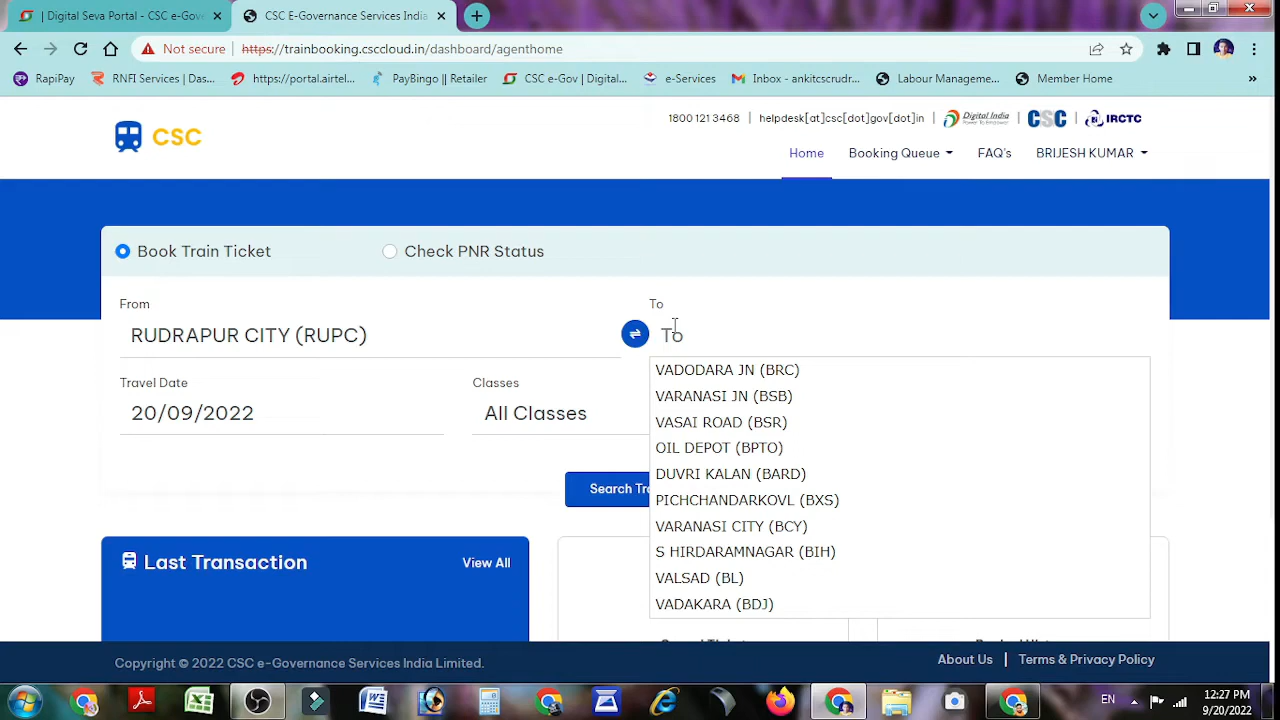 Digital Seva Portal - CSC e-Gove
CSC E-Governance Services India
Not secure
https://trainbooking.csccloud.in/dashboard/agenthome
RapiPay
RNFI Services | Das...
https://portal.airtel...
PayBingo || Retailer
CSC e-Gov | Digital...
e-Services
Inbox - ankitcscrudr...
Labour Manageme...
Member Home
»
CSC
1800 121 3468 | helpdesk[at]csc[dot]gov[dot]in | Digital India | CSC | IRCTC
Home
Booking Queue
FAQ's
BRIJESH KUMAR
Book Train Ticket
Check PNR Status
From
RUDRAPUR CITY (RUPC)
To
To
VADODARA JN (BRC)
VARANASI JN (BSB)
VASAI ROAD (BSR)
OIL DEPOT (BPTO)
DUVRI KALAN (BARD)
PICHCHANDARKOVL (BXS)
VARANASI CITY (BCY)
S HIRDARAMNAGAR (BIH)
VALSAD (BL)
VADAKARA (BDJ)
Travel Date
20/09/2022
Classes
All Classes
Search Tra
Last Transaction
View All
Copyright © 2022 CSC e-Governance Services India Limited.
About Us | Terms & Privacy Policy
EN
12:27 PM
9/20/2022